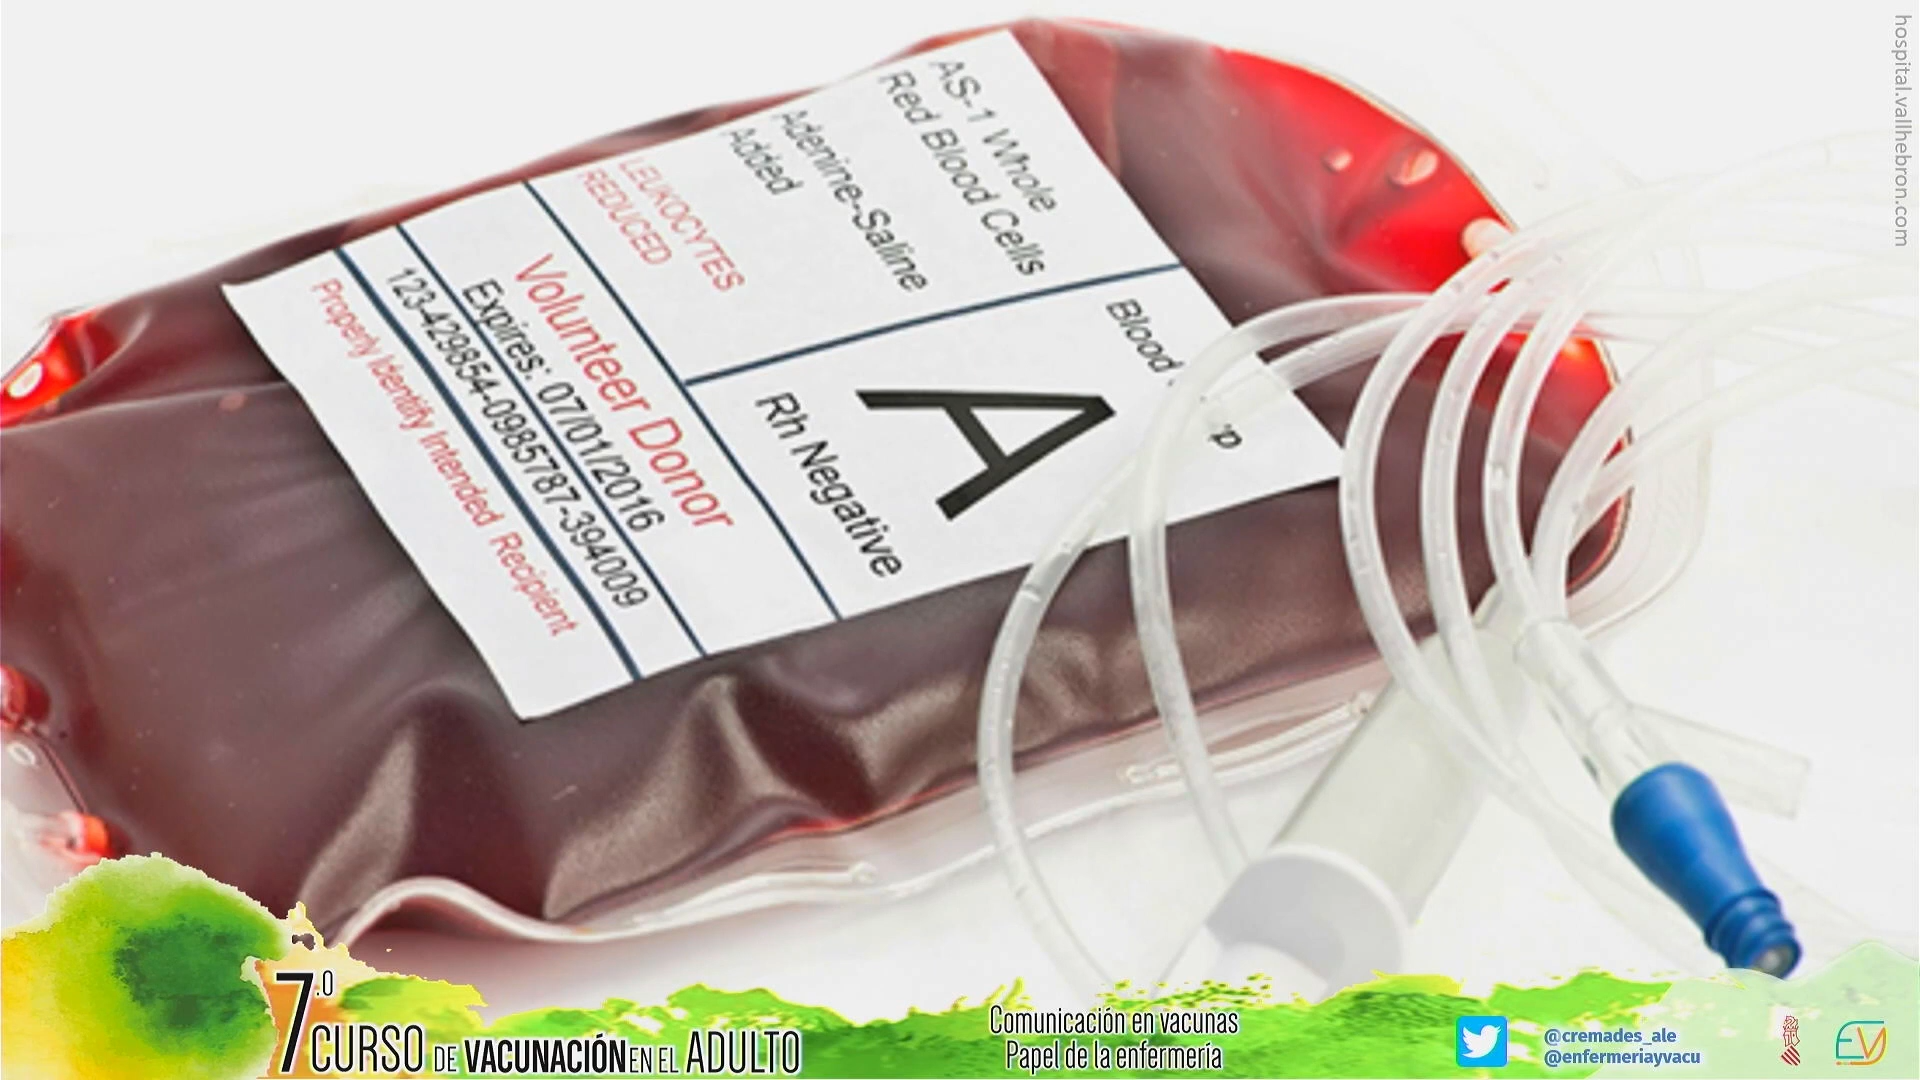 hospital.vallhebron.com
AS-1 Whole
Red Blood Cells
Adenine-Saline
Added
LEUKOCYTES
REDUCED
Blood
A
Rh Negative
Volunteer Donor
Expires: 07/01/2016
123-429854-0985787-394009
Properly Identify Intended Recipient
7.º CURSO DE VACUNACIÓN EN EL ADULTO
Comunicación en vacunas
Papel de la enfermería
@cremades_ale
@enfermeriayvacu
EV